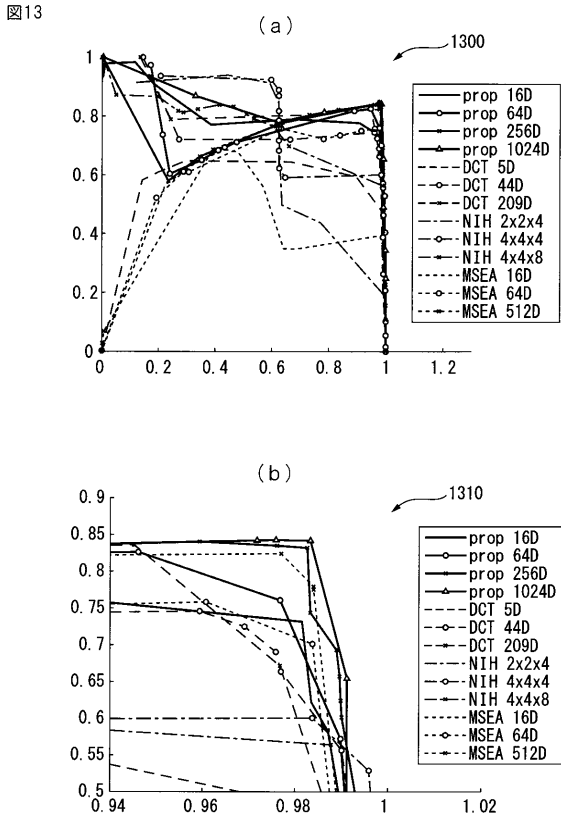 図13
(a)
1300
1
0.8
0.6
0.4
0.2
0
0
0.2
0.4
0.6
0.8
1
1.2
prop 16D
prop 64D
prop 256D
prop 1024D
DCT 5D
DCT 44D
DCT 209D
NIH 2x2x4
NIH 4x4x4
NIH 4x4x8
MSEA 16D
MSEA 64D
MSEA 512D
(b)
1310
0.9
0.85
0.8
0.75
0.7
0.65
0.6
0.55
0.5
0.94
0.96
0.98
1
1.02
prop 16D
prop 64D
prop 256D
prop 1024D
DCT 5D
DCT 44D
DCT 209D
NIH 2x2x4
NIH 4x4x4
NIH 4x4x8
MSEA 16D
MSEA 64D
MSEA 512D